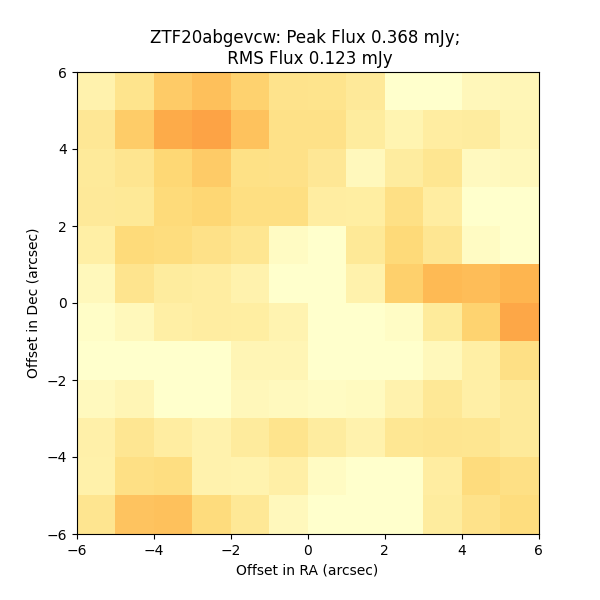 ZTF20abgevcw: Peak Flux 0.368 mJy;
RMS Flux 0.123 mJy
6
4
2
0
−2
−4
−6
Offset in Dec (arcsec)
−6 −4 −2 0 2 4 6
Offset in RA (arcsec)